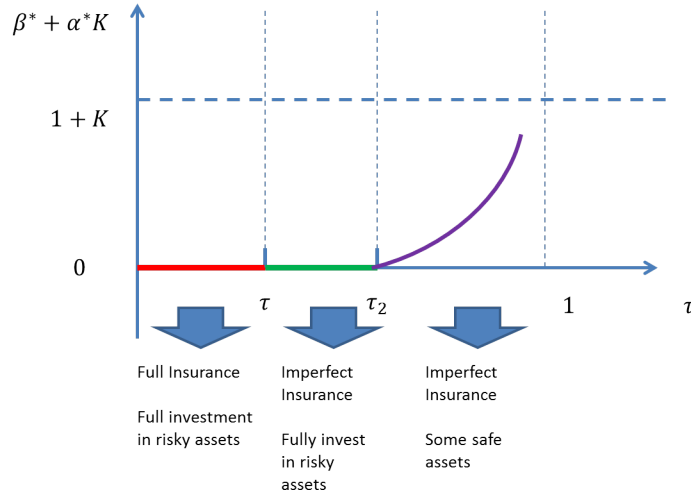 β* + α*K
1 + K
0
τ τ₂ 1 τ
Full Insurance
Full investment
in risky assets
Imperfect
Insurance
Fully invest
in risky
assets
Imperfect
Insurance
Some safe
assets